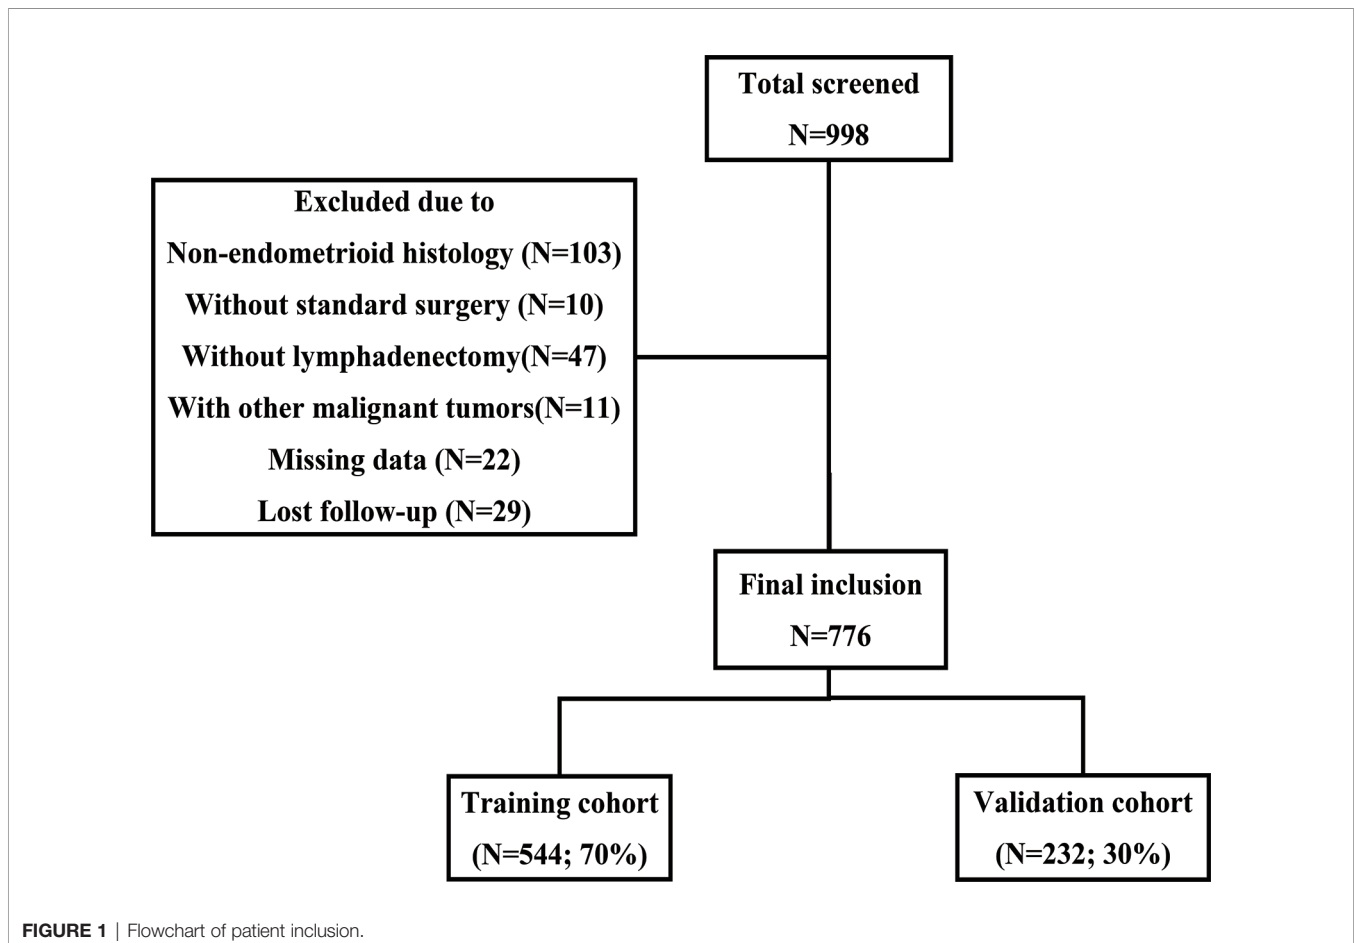 Total screened
N=998
Excluded due to
Non-endometrioid histology (N=103)
Without standard surgery (N=10)
Without lymphadenectomy(N=47)
With other malignant tumors(N=11)
Missing data (N=22)
Lost follow-up (N=29)
Final inclusion
N=776
Training cohort
(N=544; 70%)
Validation cohort
(N=232; 30%)
FIGURE 1 | Flowchart of patient inclusion.